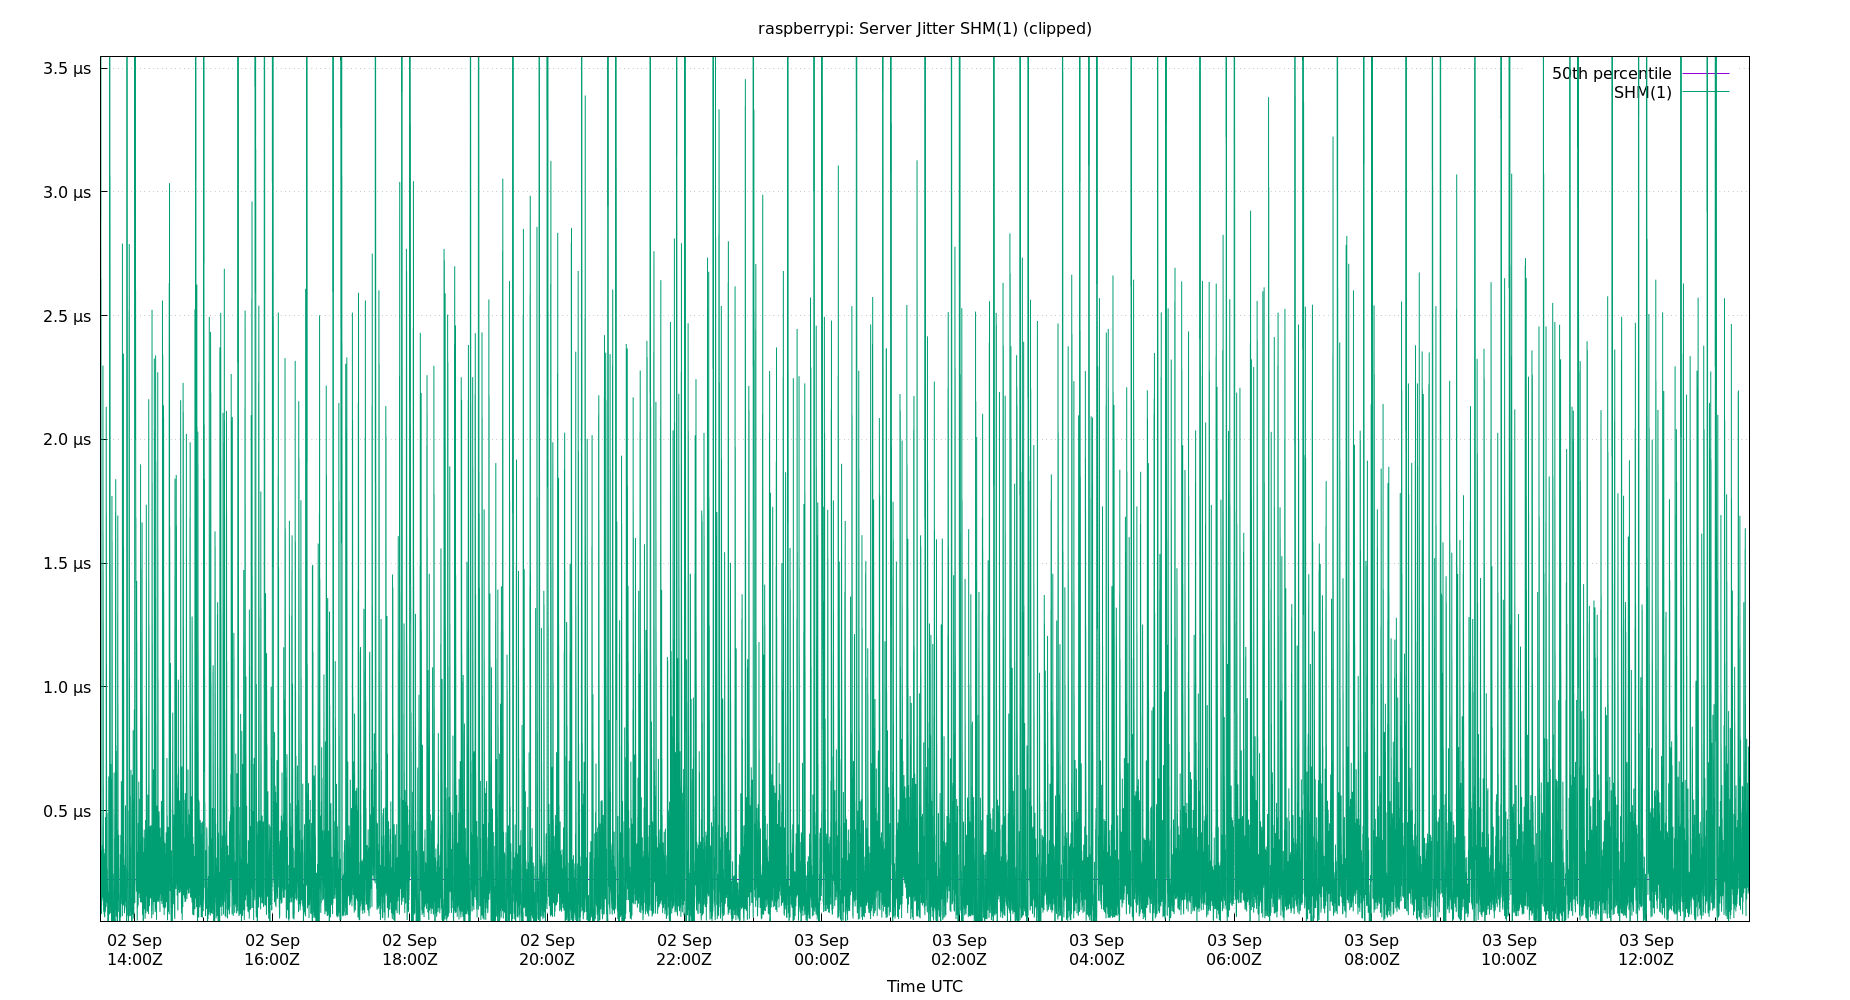 raspberrypi: Server Jitter SHM(1) (clipped)
3.5 µs
3.0 µs
2.5 µs
2.0 µs
1.5 µs
1.0 µs
0.5 µs
50th percentile
SHM(1)
02 Sep 02 Sep 02 Sep 02 Sep 02 Sep 03 Sep 03 Sep 03 Sep 03 Sep 03 Sep 03 Sep 03 Sep
14:00Z 16:00Z 18:00Z 20:00Z 22:00Z 00:00Z 02:00Z 04:00Z 06:00Z 08:00Z 10:00Z 12:00Z
Time UTC